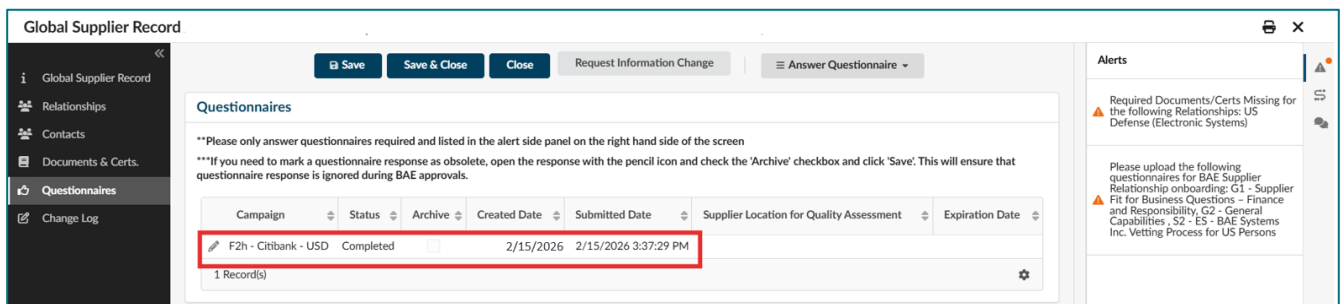 Global Supplier Record
Global Supplier Record
Relationships
Contacts
Documents & Certs.
Questionnaires
Change Log
Save Save & Close Close Request Information Change Answer Questionnaire
Questionnaires
**Please only answer questionnaires required and listed in the alert side panel on the right hand side of the screen
***If you need to mark a questionnaire response as obsolete, open the response with the pencil icon and check the 'Archive' checkbox and click 'Save'. This will ensure that
questionnaire response is ignored during BAE approvals.
Campaign Status Archive Created Date Submitted Date Supplier Location for Quality Assessment Expiration Date
F2h - Citibank - USD Completed 2/15/2026 2/15/2026 3:37:29 PM
1 Record(s)
Alerts
Required Documents/Certs Missing for
the following Relationships: US
Defense (Electronic Systems)
Please upload the following
questionnaires for BAE Supplier
Relationship onboarding: G1 - Supplier
Fit for Business Questions – Finance
and Responsibility, G2 - General
Capabilities , S2 - ES - BAE Systems
Inc. Vetting Process for US Persons